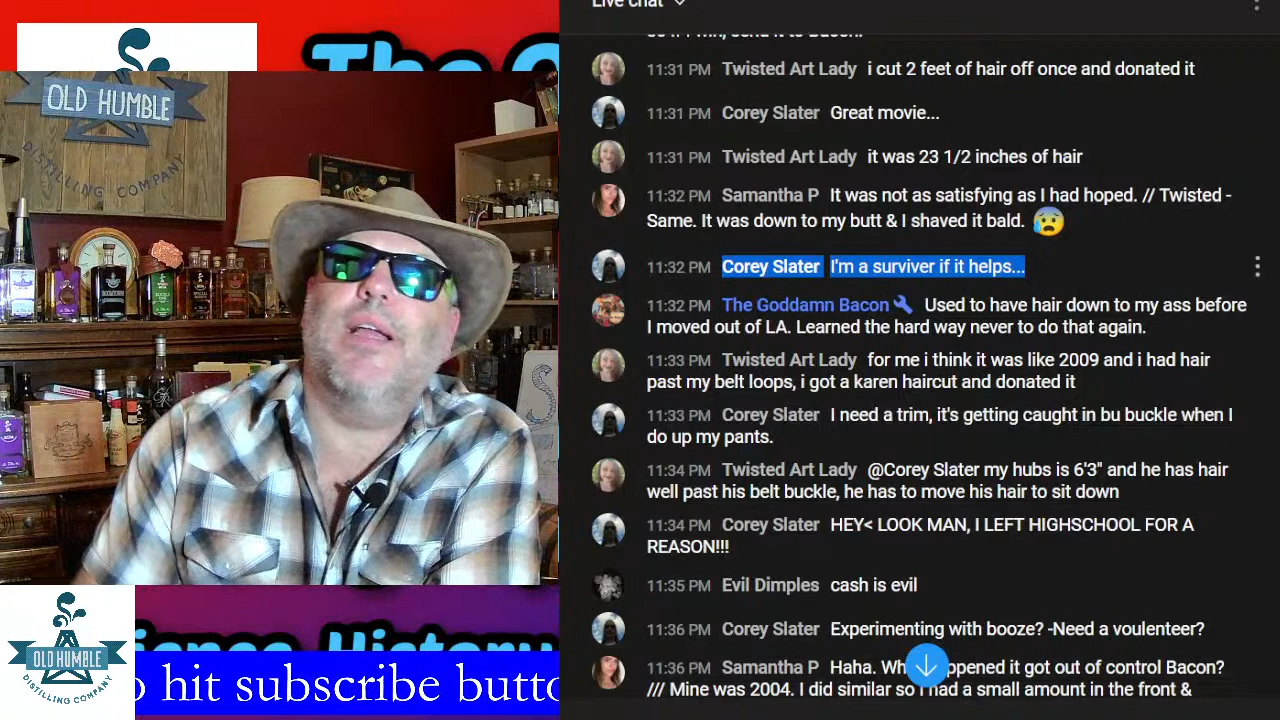 The
OLD HUMBLE
DISTILLING COMPANY
Live chat
11:31 PM Twisted Art Lady i cut 2 feet of hair off once and donated it
11:31 PM Corey Slater Great movie...
11:31 PM Twisted Art Lady it was 23 1/2 inches of hair
11:32 PM Samantha P It was not as satisfying as I had hoped. // Twisted -
Same. It was down to my butt & I shaved it bald. 😰
11:32 PM Corey Slater I'm a surviver if it helps...
11:32 PM The Goddamn Bacon Used to have hair down to my ass before
I moved out of LA. Learned the hard way never to do that again.
11:33 PM Twisted Art Lady for me i think it was like 2009 and i had hair
past my belt loops, i got a karen haircut and donated it
11:33 PM Corey Slater I need a trim, it's getting caught in bu buckle when I
do up my pants.
11:34 PM Twisted Art Lady @Corey Slater my hubs is 6'3" and he has hair
well past his belt buckle, he has to move his hair to sit down
11:34 PM Corey Slater HEY< LOOK MAN, I LEFT HIGHSCHOOL FOR A
REASON!!!
11:35 PM Evil Dimples cash is evil
11:36 PM Corey Slater Experimenting with booze? -Need a voulenteer?
11:36 PM Samantha P Haha. it got out of control Bacon?
/// Mine was 2004. I did similar so I had a small amount in the front &
History
OLD HUMBLE
DISTILLING COMPANY
hit subscribe butto